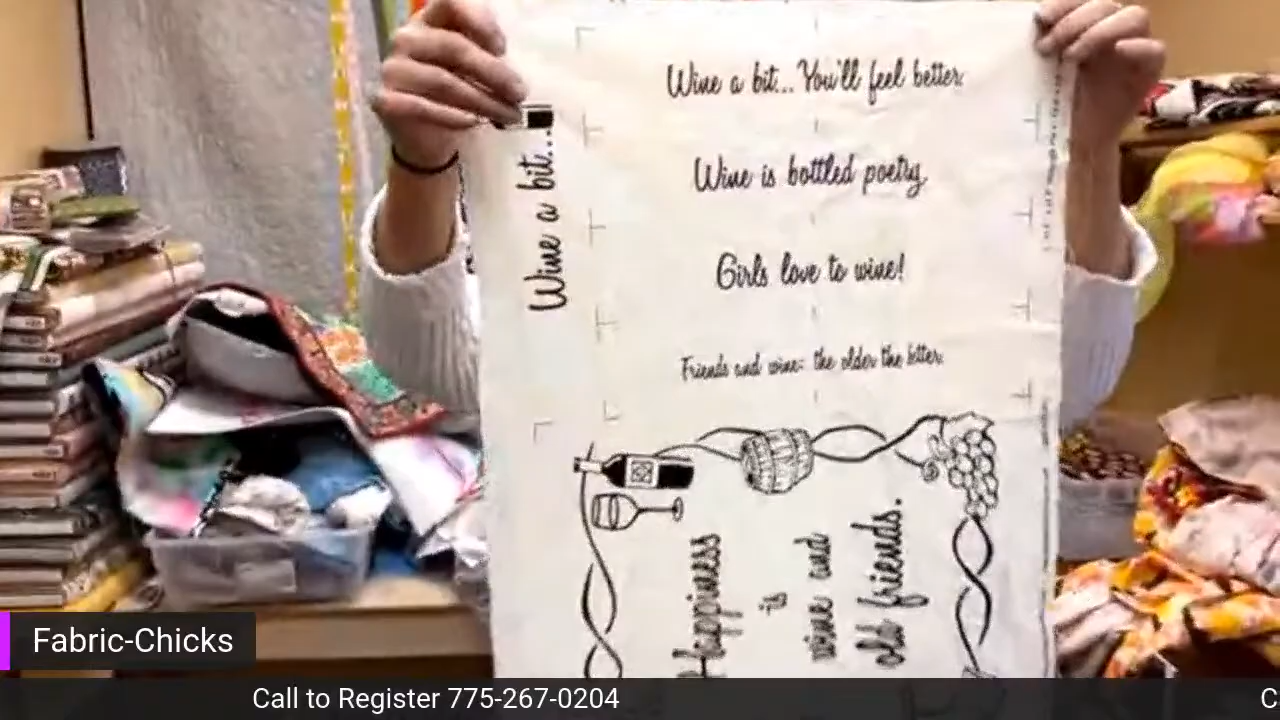 Wine a bit... You'll feel better.
Wine a bit...
Wine is bottled poetry.
Girls love to wine!
Friends and wine: the older the better.
Happiness
is
wine and
old friends.
Fabric-Chicks
Call to Register 775-267-0204
C